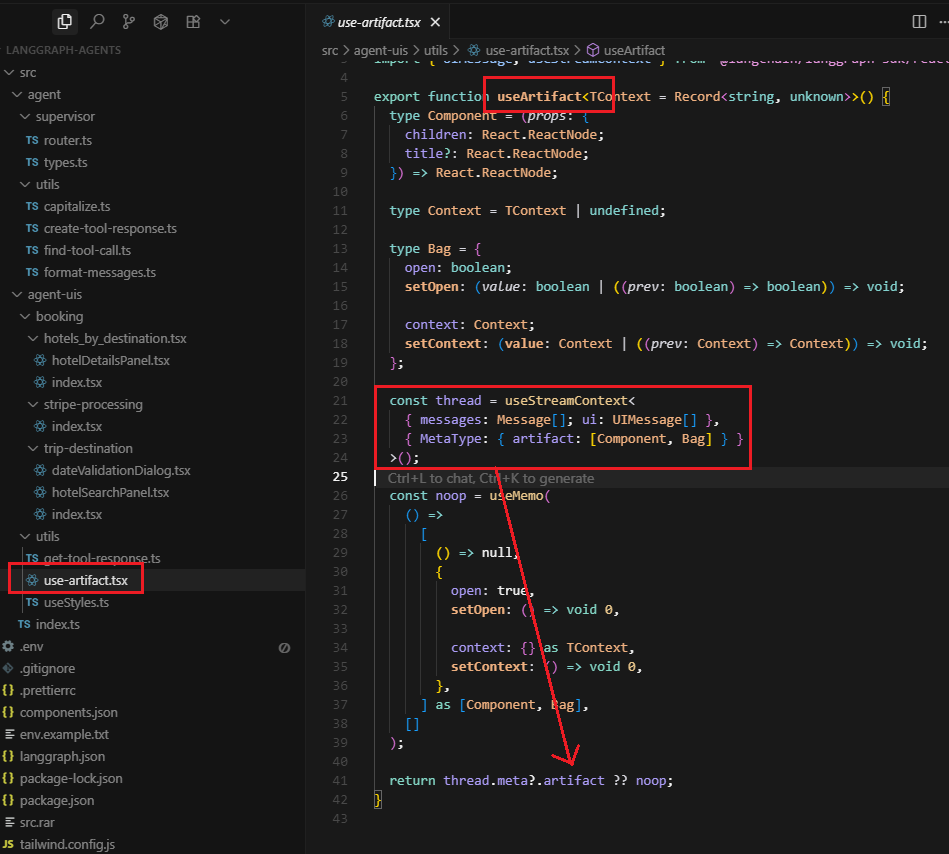 use-artifact.tsx
LANGGRAPH-AGENTS
src
agent
supervisor
TS router.ts
TS types.ts
utils
TS capitalize.ts
TS create-tool-response.ts
TS find-tool-call.ts
TS format-messages.ts
agent-uis
booking
hotels_by_destination.tsx
hotelDetailsPanel.tsx
index.tsx
stripe-processing
index.tsx
trip-destination
dateValidationDialog.tsx
hotelSearchPanel.tsx
index.tsx
utils
TS get-tool-response.ts
use-artifact.tsx
TS useStyles.ts
TS index.ts
.env
.gitignore
{} .prettierrc
{} components.json
env.example.txt
{} langgraph.json
{} package-lock.json
{} package.json
src.rar
JS tailwind.config.js
src > agent-uis > utils > use-artifact.tsx > useArtifact
4
5 export function useArtifact<TContext = Record<string, unknown>>() {
6 type Component = (props: {
7 children: React.ReactNode;
8 title?: React.ReactNode;
9 }) => React.ReactNode;
10
11 type Context = TContext | undefined;
12
13 type Bag = {
14 open: boolean;
15 setOpen: (value: boolean | ((prev: boolean) => boolean)) => void;
16
17 context: Context;
18 setContext: (value: Context | ((prev: Context) => Context)) => void;
19 };
20
21 const thread = useStreamContext<
22 { messages: Message[]; ui: UIMessage[] },
23 { MetaType: { artifact: [Component, Bag] } }
24 >();
25 Ctrl+L to chat, Ctrl+K to generate
26 const noop = useMemo(
27 () =>
28 [
29 () => null,
30 {
31 open: true,
32 setOpen: () => void 0,
33
34 context: {} as TContext,
35 setContext: () => void 0,
36 },
37 ] as [Component, Bag],
38 []
39 );
40
41 return thread.meta?.artifact ?? noop;
42 }
43